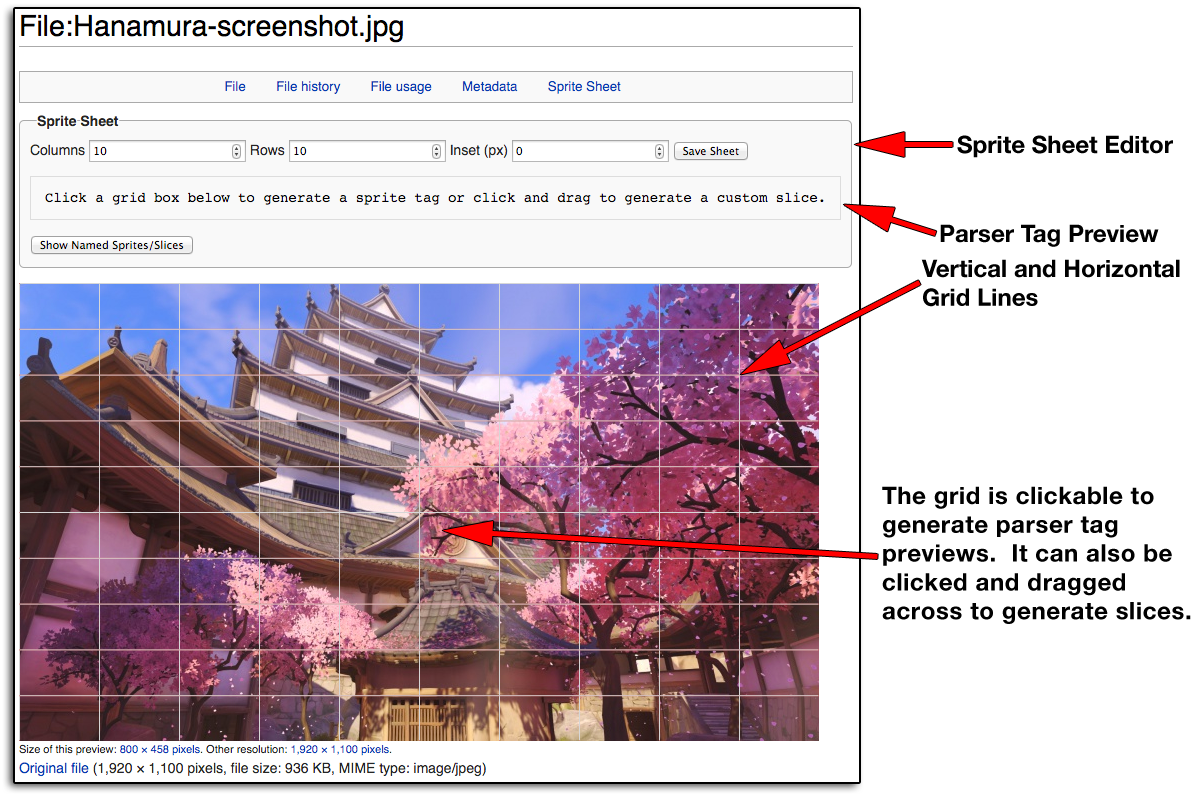 File:Hanamura-screenshot.jpg
File File history File usage Metadata Sprite Sheet
Sprite Sheet
Columns 10 Rows 10 Inset (px) 0 Save Sheet
Click a grid box below to generate a sprite tag or click and drag to generate a custom slice.
Show Named Sprites/Slices
Size of this preview: 800 × 458 pixels. Other resolution: 1,920 × 1,100 pixels.
Original file (1,920 × 1,100 pixels, file size: 936 KB, MIME type: image/jpeg)
Sprite Sheet Editor
Parser Tag Preview
Vertical and Horizontal
Grid Lines
The grid is clickable to
generate parser tag
previews.  It can also be
clicked and dragged
across to generate slices.